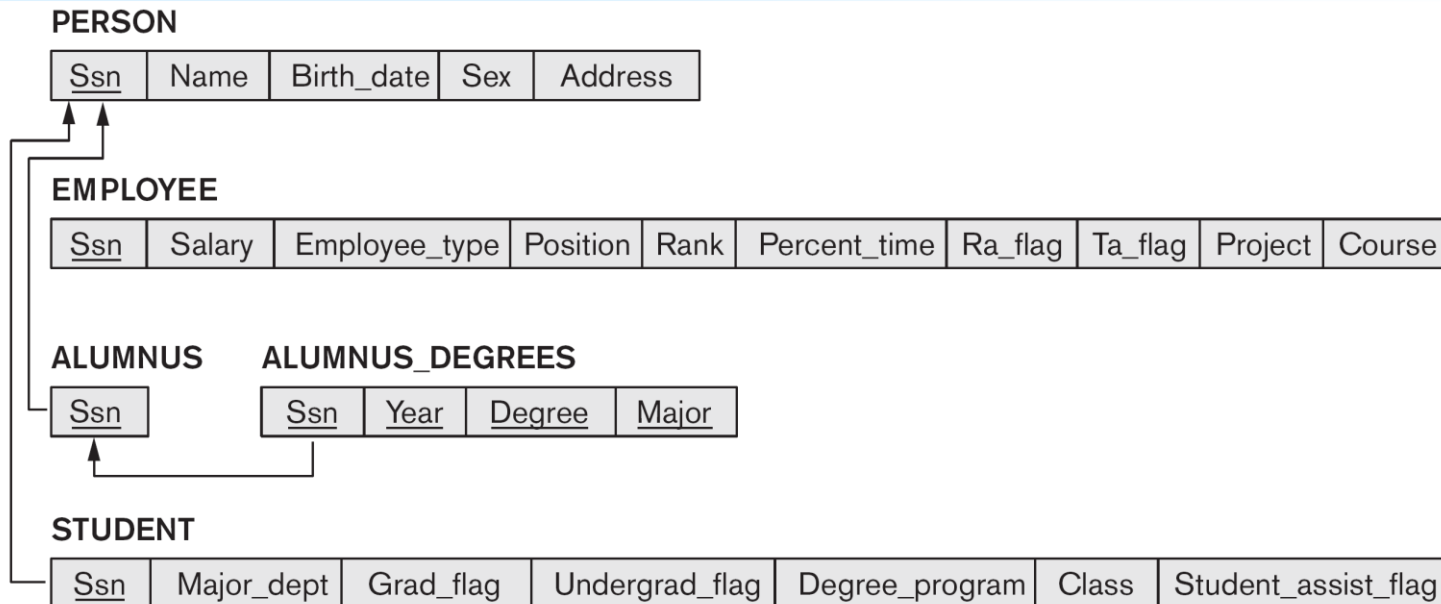 PERSON
Ssn Name Birth_date Sex Address
EMPLOYEE
Ssn Salary Employee_type Position Rank Percent_time Ra_flag Ta_flag Project Course
ALUMNUS ALUMNUS_DEGREES
Ssn Ssn Year Degree Major
STUDENT
Ssn Major_dept Grad_flag Undergrad_flag Degree_program Class Student_assist_flag